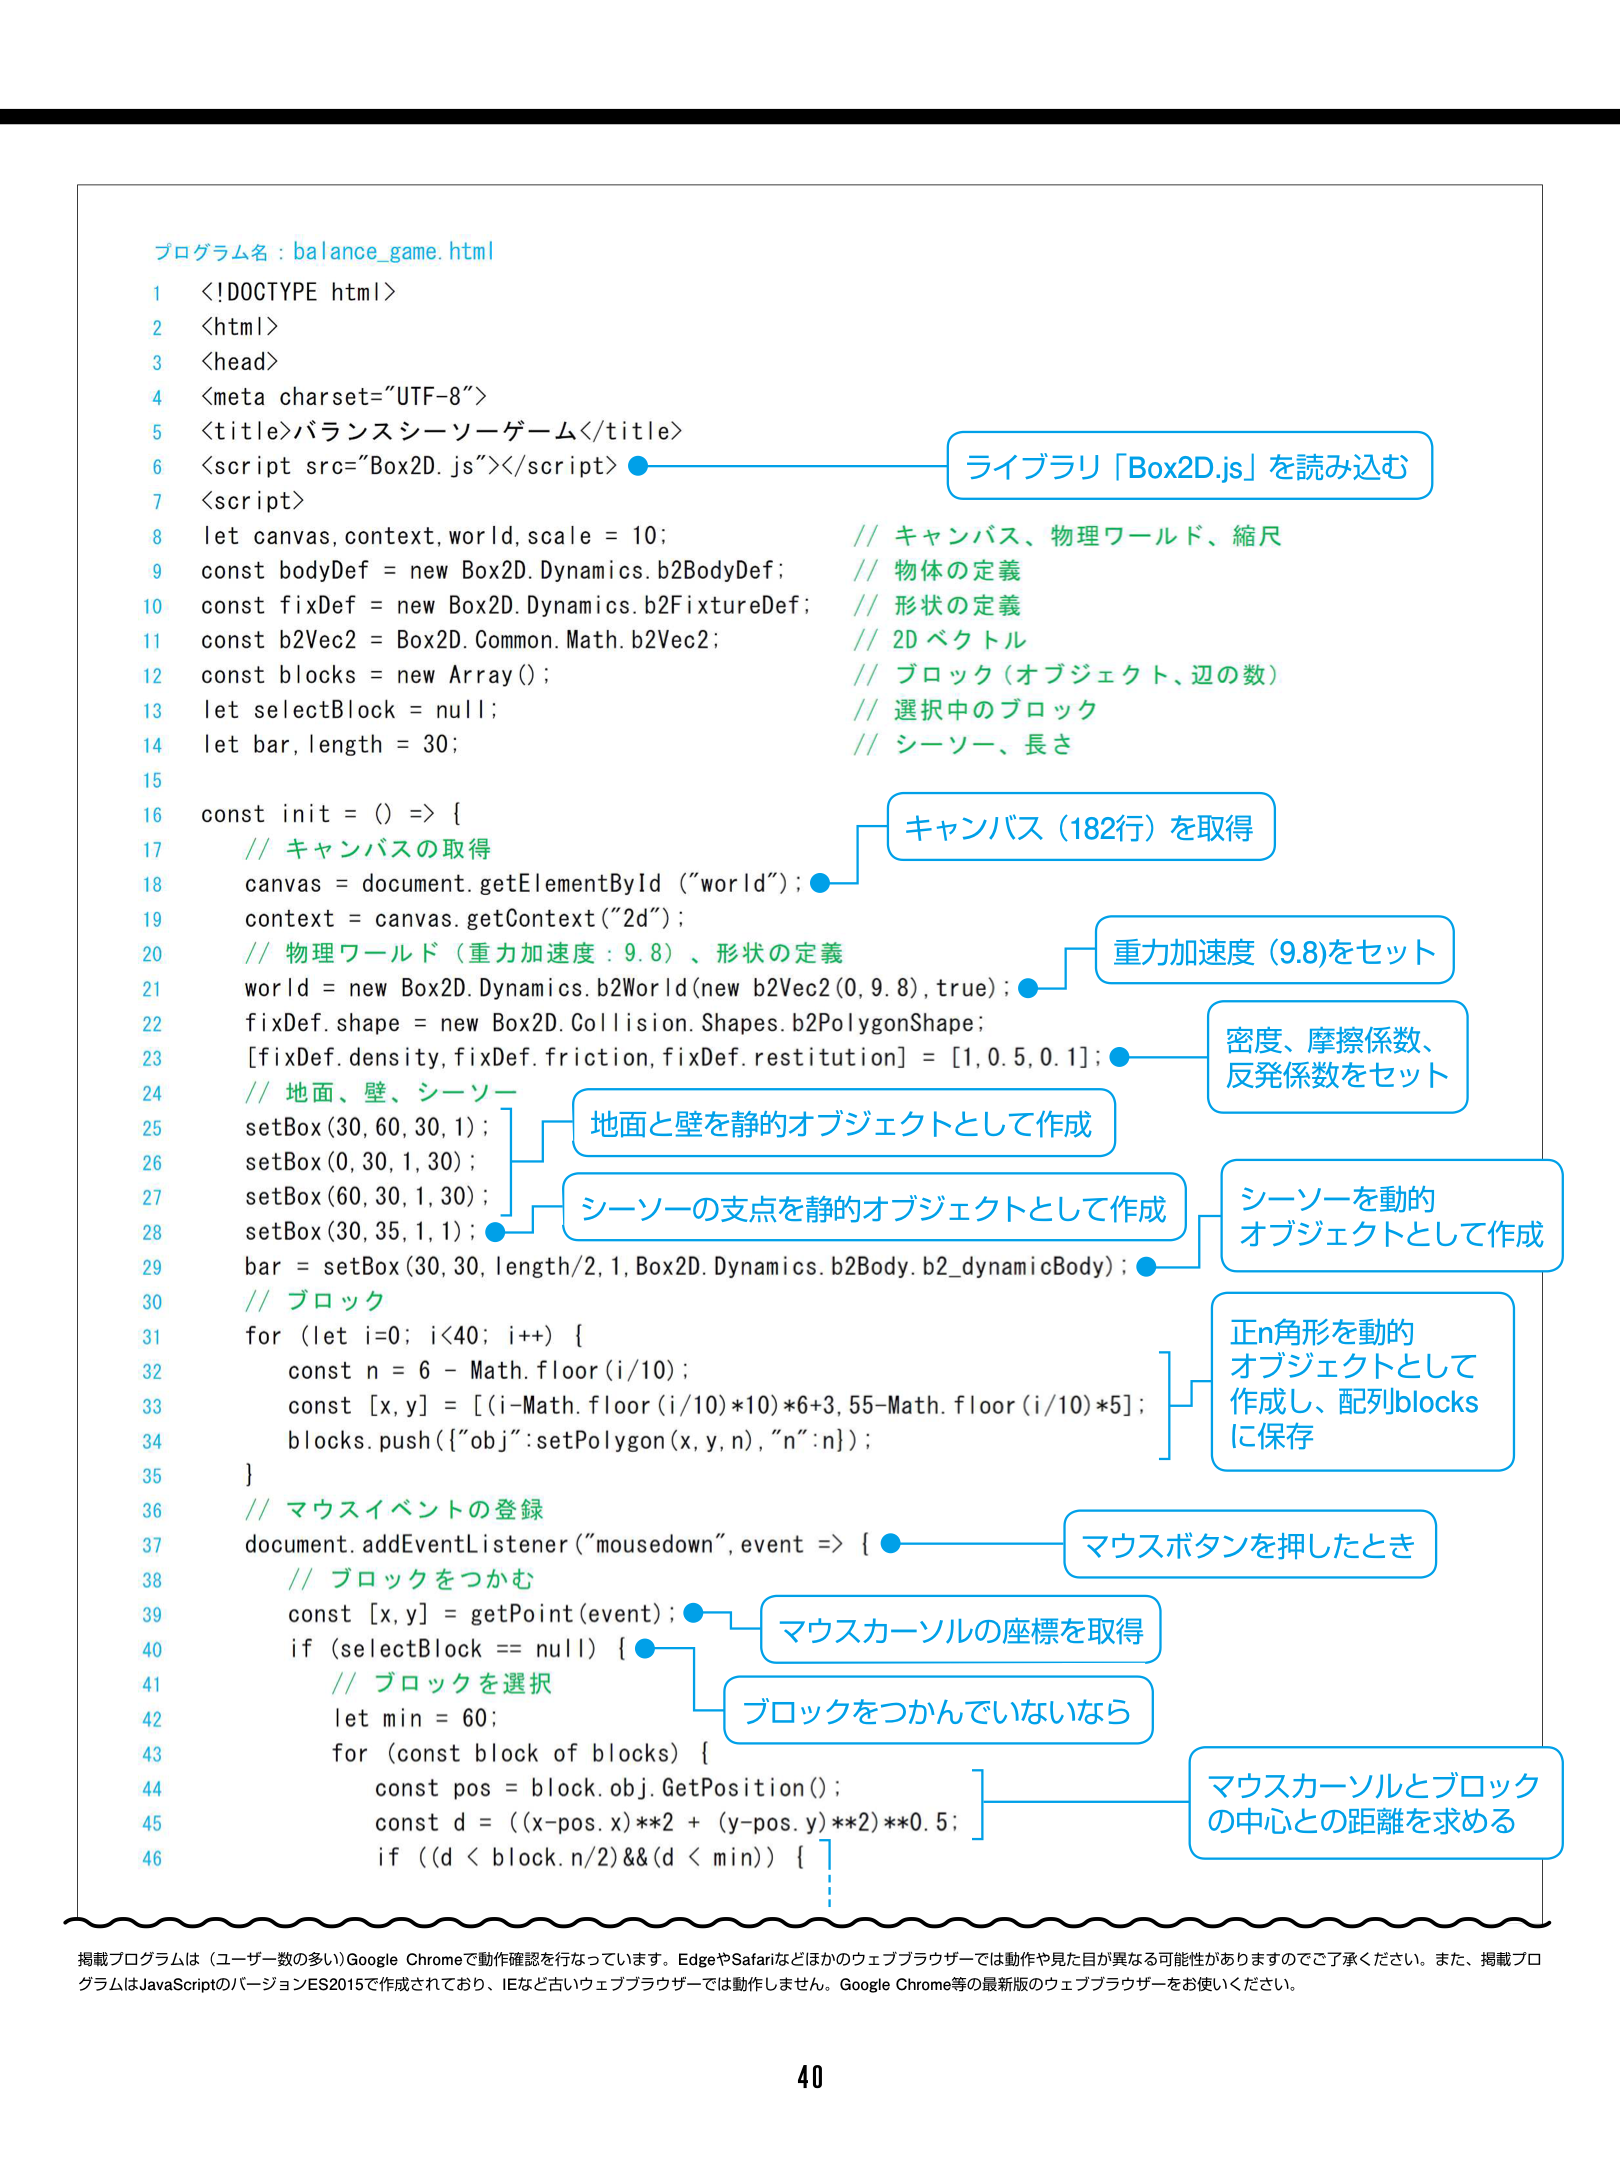 プログラム名：balance_game.html
1 <!DOCTYPE html>
2 <html>
3 <head>
4 <meta charset="UTF-8">
5 <title>バランスシーソーゲーム</title>
6 <script src="Box2D.js"></script>
ライブラリ「Box2D.js」を読み込む
7 <script>
8 let canvas,context,world,scale = 10; // キャンバス、物理ワールド、縮尺
9 const bodyDef = new Box2D.Dynamics.b2BodyDef; // 物体の定義
10 const fixDef = new Box2D.Dynamics.b2FixtureDef; // 形状の定義
11 const b2Vec2 = Box2D.Common.Math.b2Vec2; // 2Dベクトル
12 const blocks = new Array(); // ブロック(オブジェクト、辺の数)
13 let selectBlock = null; // 選択中のブロック
14 let bar,length = 30; // シーソー、長さ
15
16 const init = () => {
キャンバス（182行）を取得
17 // キャンバスの取得
18 canvas = document.getElementById ("world");
19 context = canvas.getContext("2d");
20 // 物理ワールド（重力加速度：9.8）、形状の定義
重力加速度（9.8)をセット
21 world = new Box2D.Dynamics.b2World(new b2Vec2(0,9.8),true);
22 fixDef.shape = new Box2D.Collision.Shapes.b2PolygonShape;
23 [fixDef.density,fixDef.friction,fixDef.restitution] = [1,0.5,0.1];
密度、摩擦係数、
反発係数をセット
24 // 地面、壁、シーソー
25 setBox(30,60,30,1);
地面と壁を静的オブジェクトとして作成
26 setBox(0,30,1,30);
27 setBox(60,30,1,30);
シーソーの支点を静的オブジェクトとして作成
28 setBox(30,35,1,1);
シーソーを動的
オブジェクトとして作成
29 bar = setBox(30,30,length/2,1,Box2D.Dynamics.b2Body.b2_dynamicBody);
30 // ブロック
31 for (let i=0; i<40; i++) {
32 const n = 6 - Math.floor(i/10);
33 const [x,y] = [(i-Math.floor(i/10)*10)*6+3,55-Math.floor(i/10)*5];
34 blocks.push({"obj":setPolygon(x,y,n),"n":n});
正n角形を動的
オブジェクトとして
作成し、配列blocks
に保存
35 }
36 // マウスイベントの登録
37 document.addEventListener("mousedown",event => {
マウスボタンを押したとき
38 // ブロックをつかむ
39 const [x,y] = getPoint(event);
マウスカーソルの座標を取得
40 if (selectBlock == null) {
41 // ブロックを選択
ブロックをつかんでいないなら
42 let min = 60;
43 for (const block of blocks) {
44 const pos = block.obj.GetPosition();
45 const d = ((x-pos.x)**2 + (y-pos.y)**2)**0.5;
マウスカーソルとブロック
の中心との距離を求める
46 if ((d < block.n/2)&&(d < min)) {
掲載プログラムは（ユーザー数の多い)Google Chromeで動作確認を行なっています。EdgeやSafariなどほかのウェブブラウザーでは動作や見た目が異なる可能性がありますのでご了承ください。また、掲載プロ
グラムはJavaScriptのバージョンES2015で作成されており、IEなど古いウェブブラウザーでは動作しません。Google Chrome等の最新版のウェブブラウザーをお使いください。
40